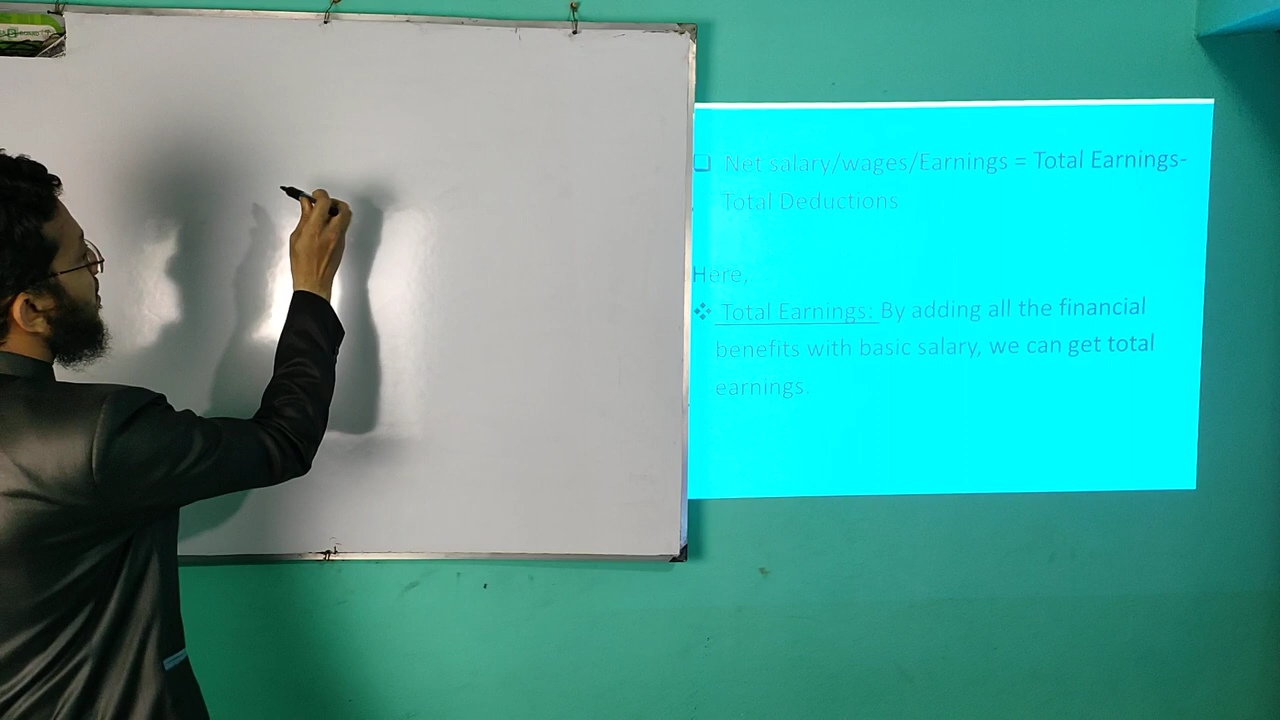 ❑ Net salary/wages/Earnings = Total Earnings-
Total Deductions
Here,
❖ Total Earnings: By adding all the financial
benefits with basic salary, we can get total
earnings.